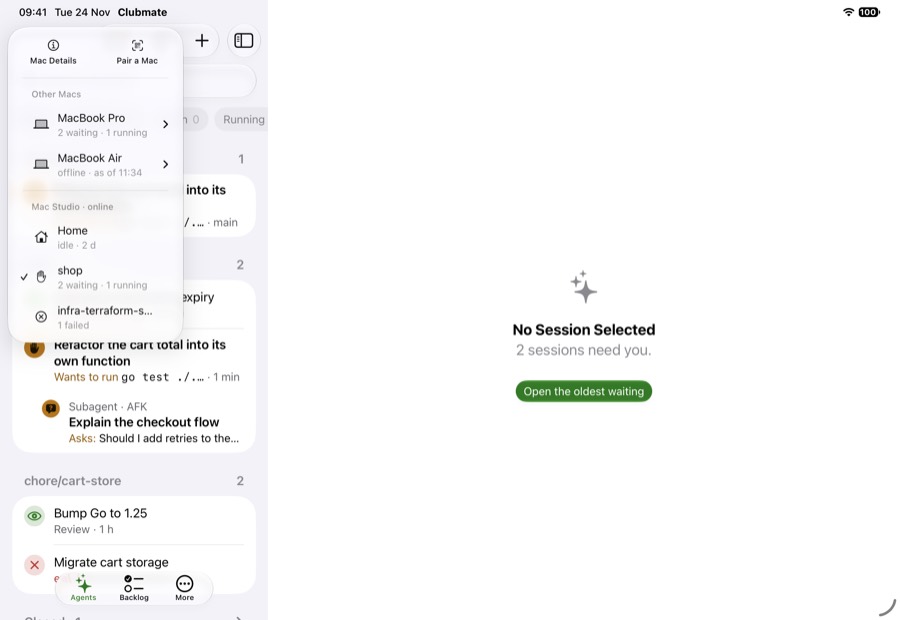 09:41 Tue 24 Nov Clubmate
100
Mac Details
Pair a Mac
Other Macs
MacBook Pro
2 waiting · 1 running
MacBook Air
offline · as of 11:34
Mac Studio · online
Home
idle · 2 d
shop
2 waiting · 1 running
infra-terraform-s...
1 failed
0
Running
1
into its
/.… · main
2
expiry
Refactor the cart total into its
own function
Wants to run go test ./.… · 1 min
Subagent · AFK
Explain the checkout flow
Asks: Should I add retries to the...
chore/cart-store 2
Bump Go to 1.25
Review · 1 h
Migrate cart storage
Agents
Backlog
More
No Session Selected
2 sessions need you.
Open the oldest waiting